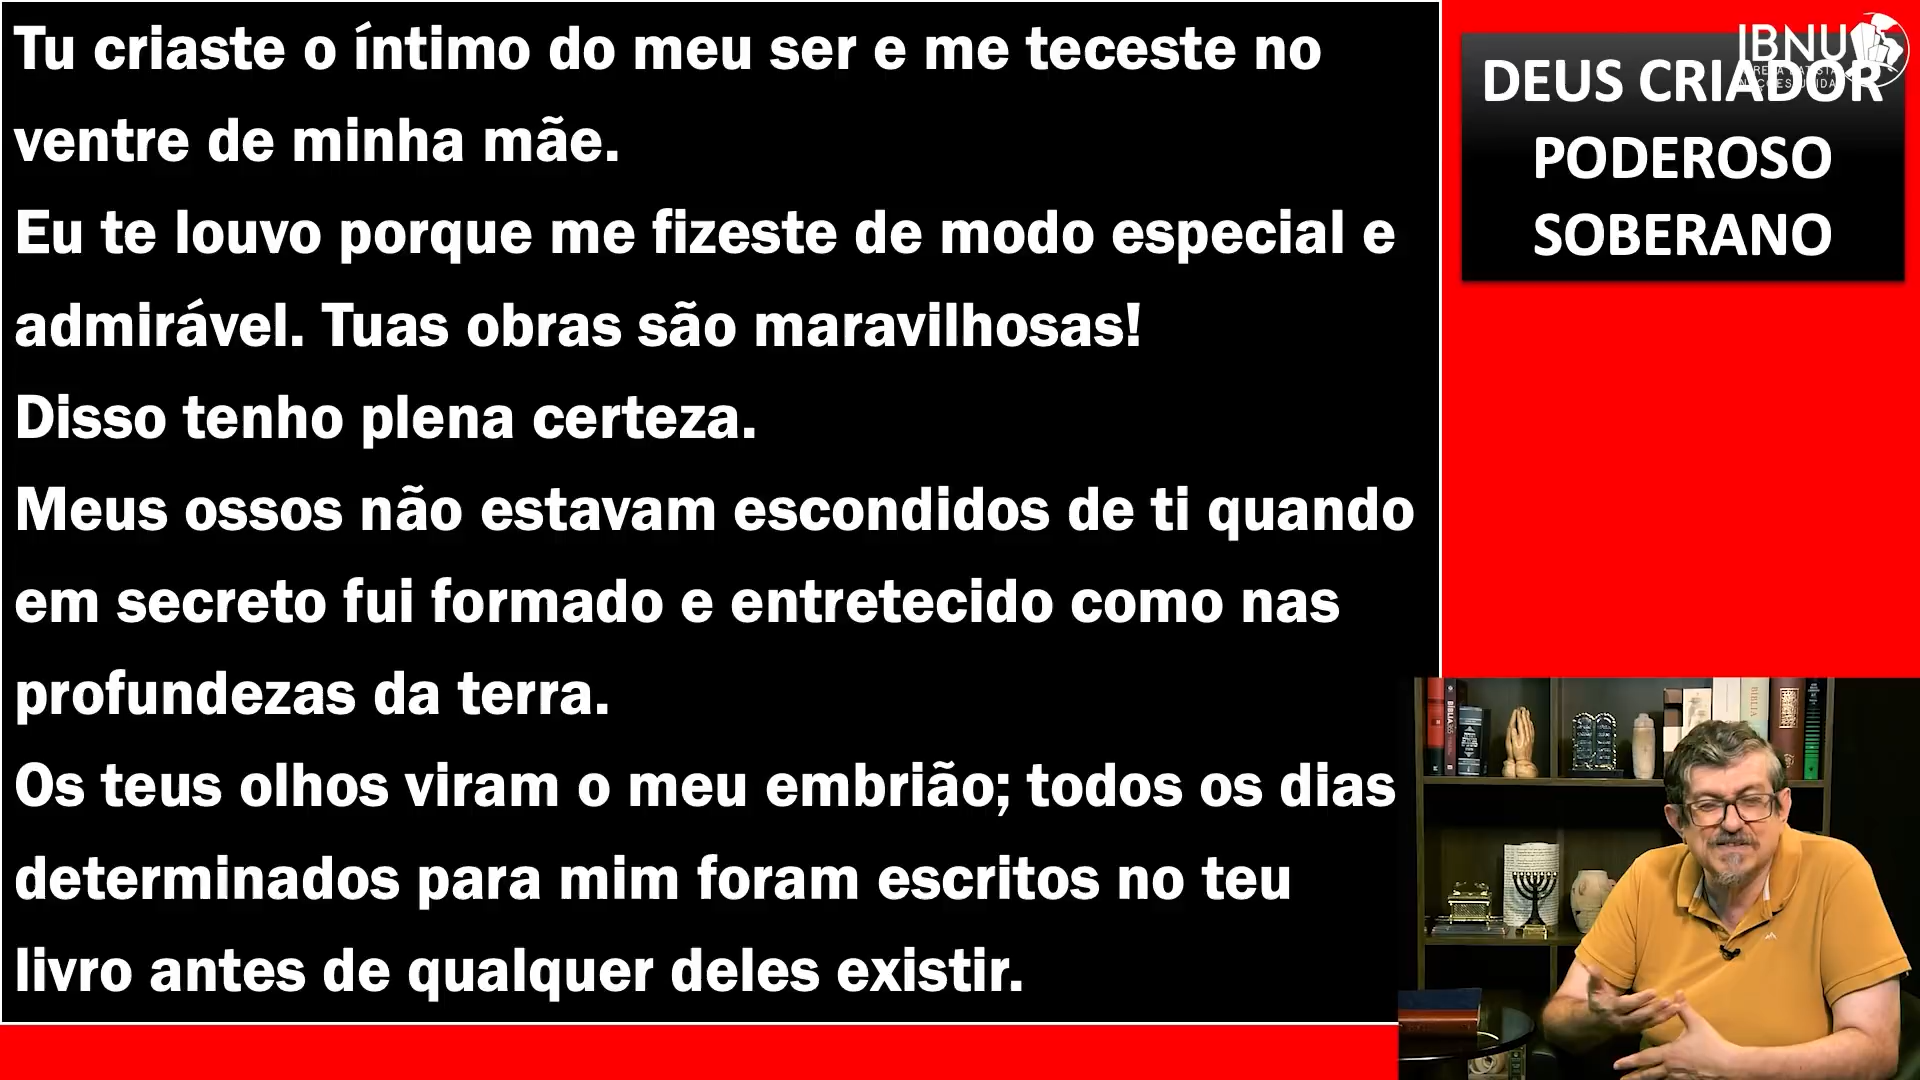 Tu criaste o íntimo do meu ser e me teceste no
ventre de minha mãe.
Eu te louvo porque me fizeste de modo especial e
admirável. Tuas obras são maravilhosas!
Disso tenho plena certeza.
Meus ossos não estavam escondidos de ti quando
em secreto fui formado e entretecido como nas
profundezas da terra.
Os teus olhos viram o meu embrião; todos os dias
determinados para mim foram escritos no teu
livro antes de qualquer deles existir.
IBNU
DEUS CRIADOR
PODEROSO
SOBERANO
BÍBLIA